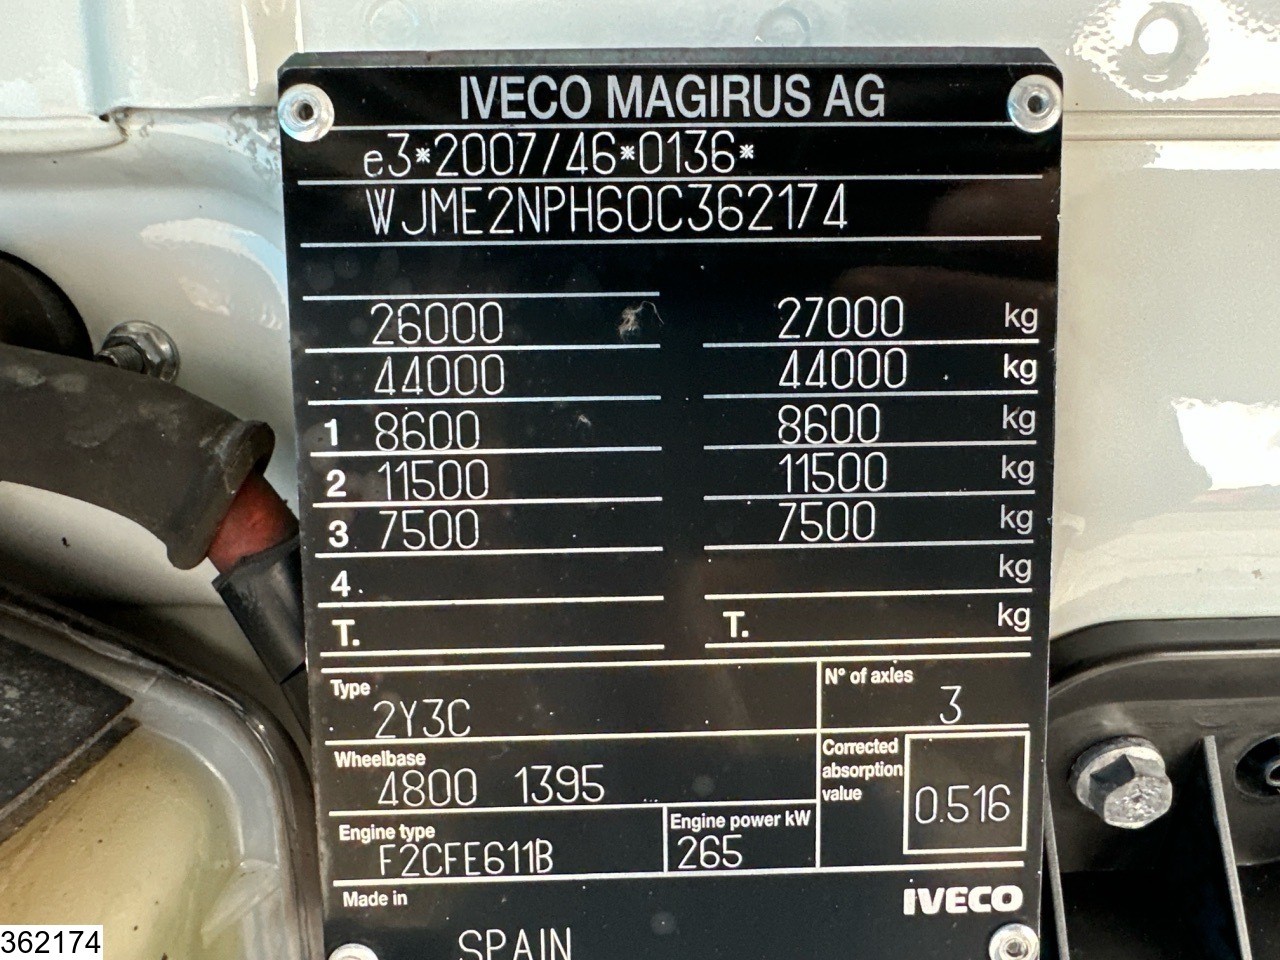 IVECO MAGIRUS AG
e3*2007/46*0136*
WJME2NPH60C362174
26000 27000 kg
44000 44000 kg
1 8600 8600 kg
2 11500 11500 kg
3 7500 7500 kg
4. kg
T. T. kg
Type N° of axles
2Y3C 3
Wheelbase
4800 1395
Corrected absorption value
0.516
Engine type
F2CFE611B
Engine power kW
265
Made in IVECO
SPAIN
362174